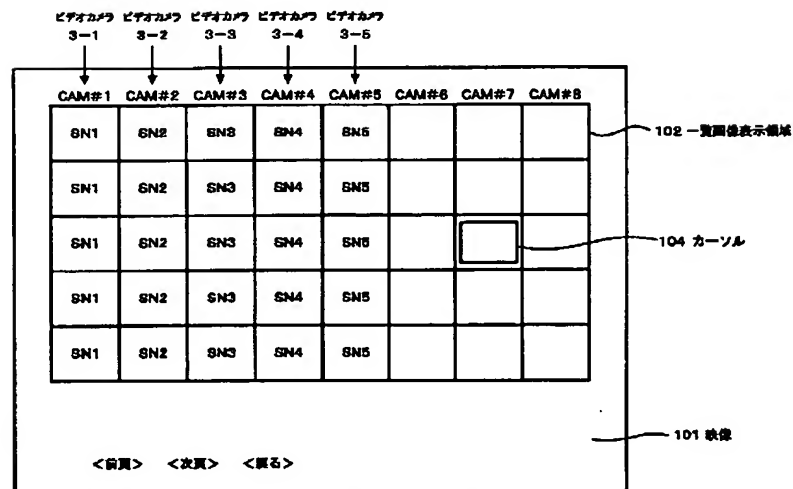 ビデオカメラ ビデオカメラ ビデオカメラ ビデオカメラ ビデオカメラ
3-1 3-2 3-3 3-4 3-5
CAM#1 CAM#2 CAM#3 CAM#4 CAM#5 CAM#6 CAM#7 CAM#8
SN1 SN2 SN3 SN4 SN5
102 一覧画像表示領域
SN1 SN2 SN3 SN4 SN5
SN1 SN2 SN3 SN4 SN5
104 カーソル
SN1 SN2 SN3 SN4 SN5
SN1 SN2 SN3 SN4 SN5
101 映像
<前頁> <次頁> <戻る>